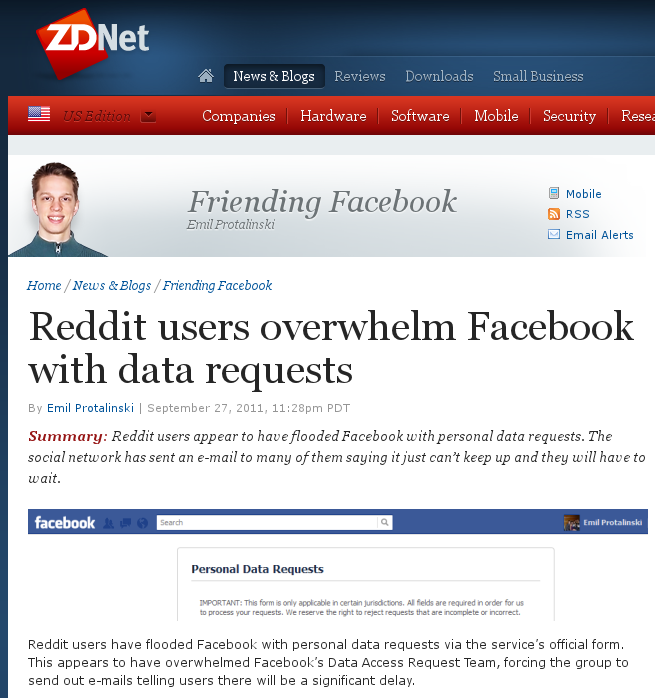 ZDNet
News & Blogs Reviews Downloads Small Business
US Edition Companies Hardware Software Mobile Security Resea
Friending Facebook
Emil Protalinski
Mobile
RSS
Email Alerts
Home / News & Blogs / Friending Facebook
Reddit users overwhelm Facebook
with data requests
By Emil Protalinski | September 27, 2011, 11:28pm PDT
Summary: Reddit users appear to have flooded Facebook with personal data requests. The
social network has sent an e-mail to many of them saying it just can't keep up and they will have to
wait.
facebook Search Emil Protalinski
Personal Data Requests
IMPORTANT: This form is only applicable in certain jurisdictions. All fields are required in order for us
to process your requests. We reserve the right to reject requests that are incomplete or incorrect.
Reddit users have flooded Facebook with personal data requests via the service's official form.
This appears to have overwhelmed Facebook's Data Access Request Team, forcing the group to
send out e-mails telling users there will be a significant delay.